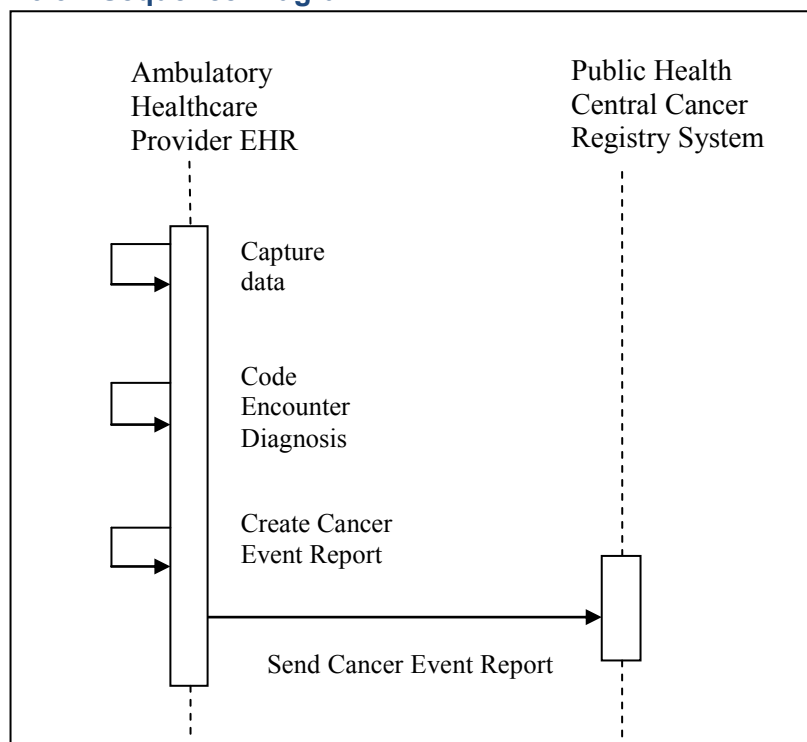 Ambulatory
Healthcare
Provider EHR
Public Health
Central Cancer
Registry System
Capture
data
Code
Encounter
Diagnosis
Create Cancer
Event Report
Send Cancer Event Report